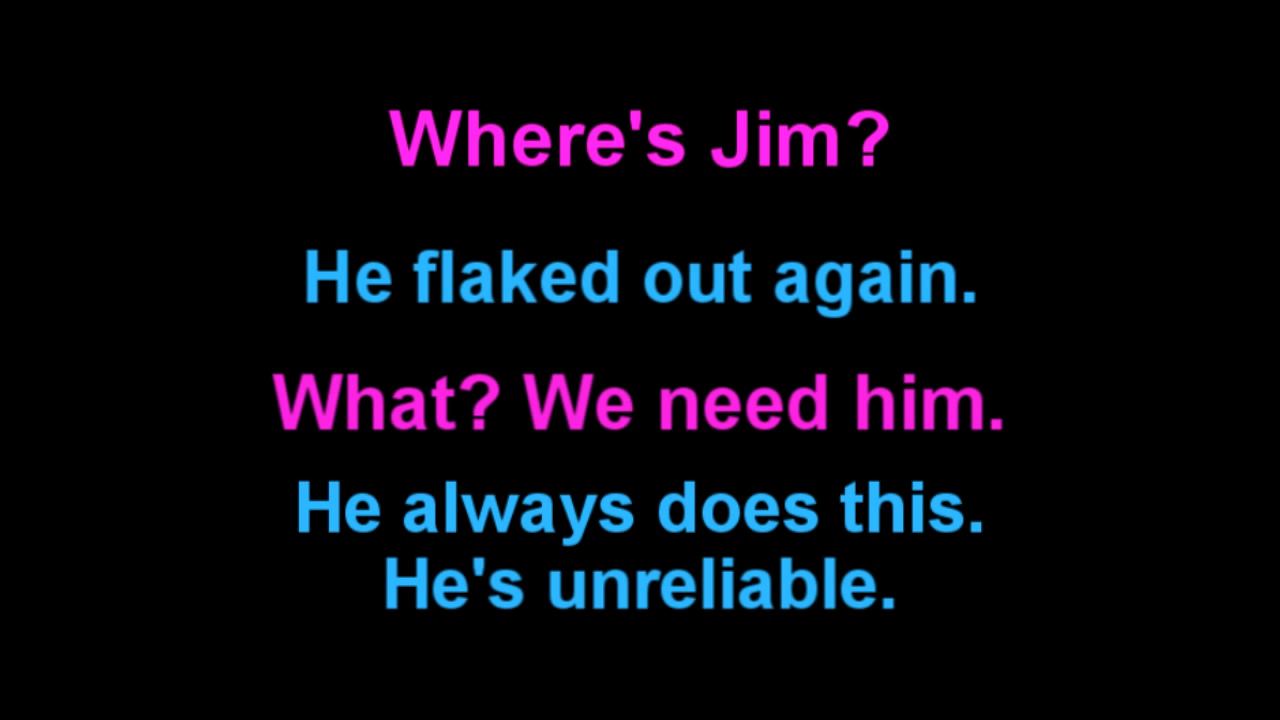 Where's Jim?
He flaked out again.
What? We need him.
He always does this.
He's unreliable.